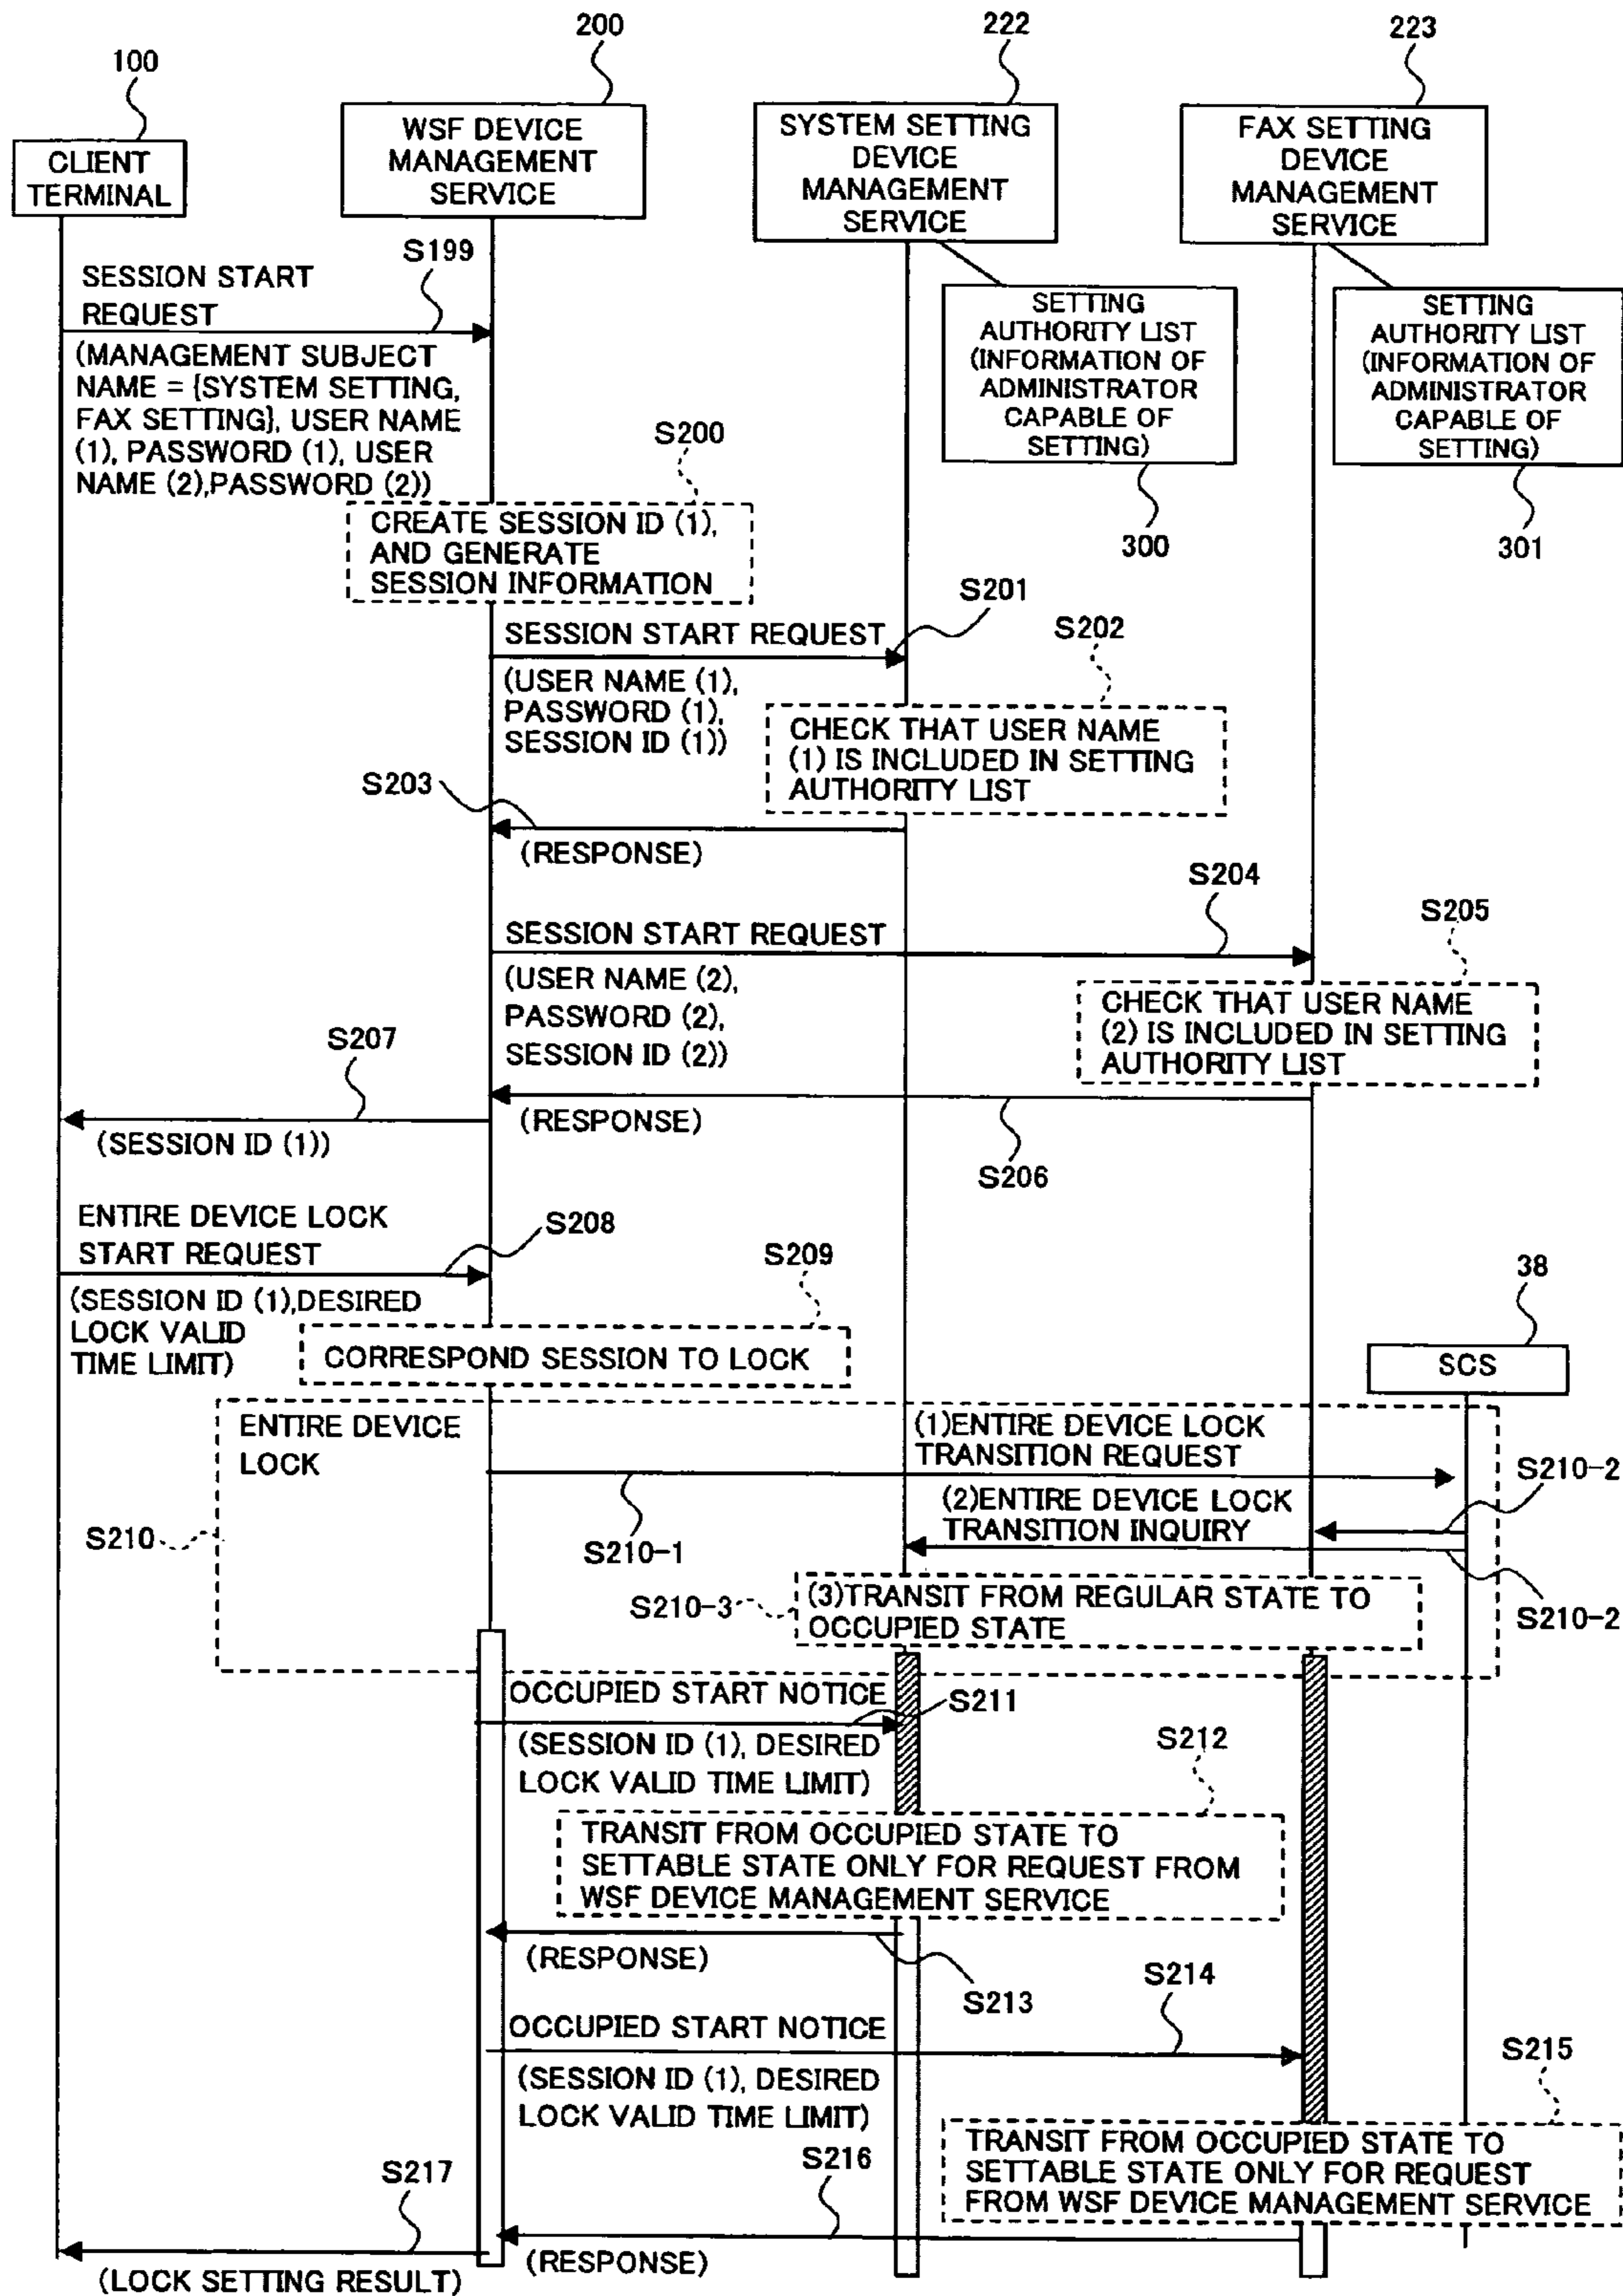 200
222
223
100
CLIENT
TERMINAL
WSF DEVICE
MANAGEMENT
SERVICE
SYSTEM SETTING
DEVICE
MANAGEMENT
SERVICE
FAX SETTING
DEVICE
MANAGEMENT
SERVICE
S199
SESSION START
REQUEST
(MANAGEMENT SUBJECT
NAME = {SYSTEM SETTING,
FAX SETTING}, USER NAME
(1), PASSWORD (1), USER
NAME (2),PASSWORD (2))
SETTING
AUTHORITY LIST
(INFORMATION OF
ADMINISTRATOR
CAPABLE OF
SETTING)
300
SETTING
AUTHORITY LIST
(INFORMATION OF
ADMINISTRATOR
CAPABLE OF
SETTING)
301
S200
CREATE SESSION ID (1),
AND GENERATE
SESSION INFORMATION
S201
SESSION START REQUEST
(USER NAME (1),
PASSWORD (1),
SESSION ID (1))
S202
CHECK THAT USER NAME
(1) IS INCLUDED IN SETTING
AUTHORITY LIST
S203
(RESPONSE)
S204
SESSION START REQUEST
(USER NAME (2),
PASSWORD (2),
SESSION ID (2))
S205
CHECK THAT USER NAME
(2) IS INCLUDED IN SETTING
AUTHORITY LIST
S207
(RESPONSE)
(SESSION ID (1))
S206
ENTIRE DEVICE LOCK
START REQUEST
S208
(SESSION ID (1),DESIRED
LOCK VALID
TIME LIMIT)
S209
CORRESPOND SESSION TO LOCK
38
SCS
ENTIRE DEVICE
LOCK
(1)ENTIRE DEVICE LOCK
TRANSITION REQUEST
S210-2
(2)ENTIRE DEVICE LOCK
TRANSITION INQUIRY
S210
S210-1
S210-2
S210-3
(3)TRANSIT FROM REGULAR STATE TO
OCCUPIED STATE
OCCUPIED START NOTICE
S211
(SESSION ID (1), DESIRED
LOCK VALID TIME LIMIT)
S212
TRANSIT FROM OCCUPIED STATE TO
SETTABLE STATE ONLY FOR REQUEST FROM
WSF DEVICE MANAGEMENT SERVICE
(RESPONSE)
S213
S214
OCCUPIED START NOTICE
(SESSION ID (1), DESIRED
LOCK VALID TIME LIMIT)
S215
TRANSIT FROM OCCUPIED STATE TO
SETTABLE STATE ONLY FOR REQUEST
FROM WSF DEVICE MANAGEMENT SERVICE
S216
S217
(RESPONSE)
(LOCK SETTING RESULT)